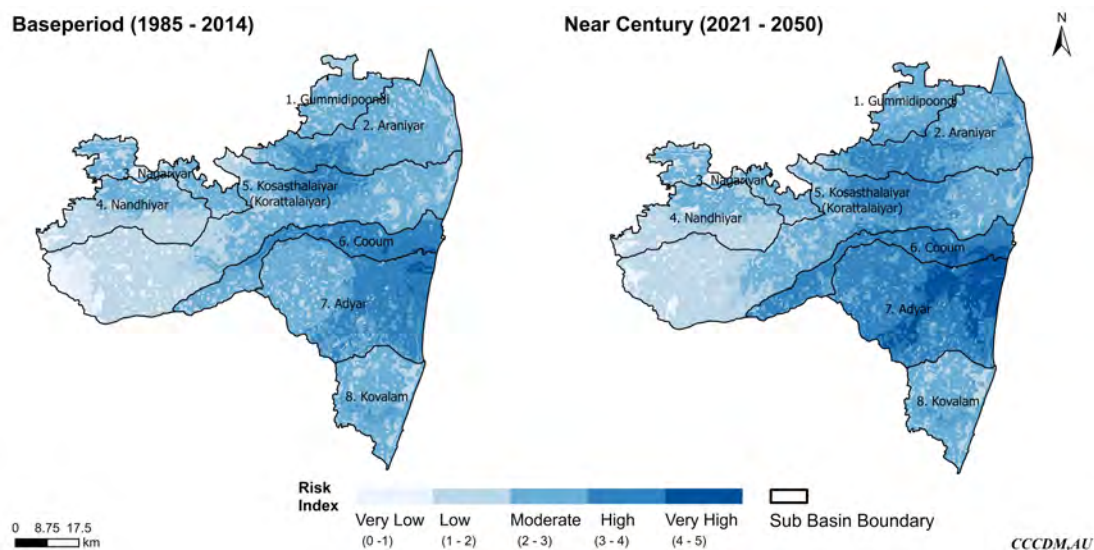 Baseperiod (1985 - 2014)
Near Century (2021 - 2050)
N
1. Gummidipoondi
2. Araniyar
3. Nagariyar
4. Nandhiyar
5. Kosasthalaiyar
(Korattalaiyar)
6. Cooum
7. Adyar
8. Kovalam
1. Gummidipoondi
2. Araniyar
3. Nagariyar
4. Nandhiyar
5. Kosasthalaiyar
(Korattalaiyar)
6. Cooum
7. Adyar
8. Kovalam
Risk
Index
Very Low
Low
Moderate
High
Very High
(0 -1)
(1 - 2)
(2 - 3)
(3 - 4)
(4 - 5)
Sub Basin Boundary
0 8.75 17.5
km
CCCDM,AU